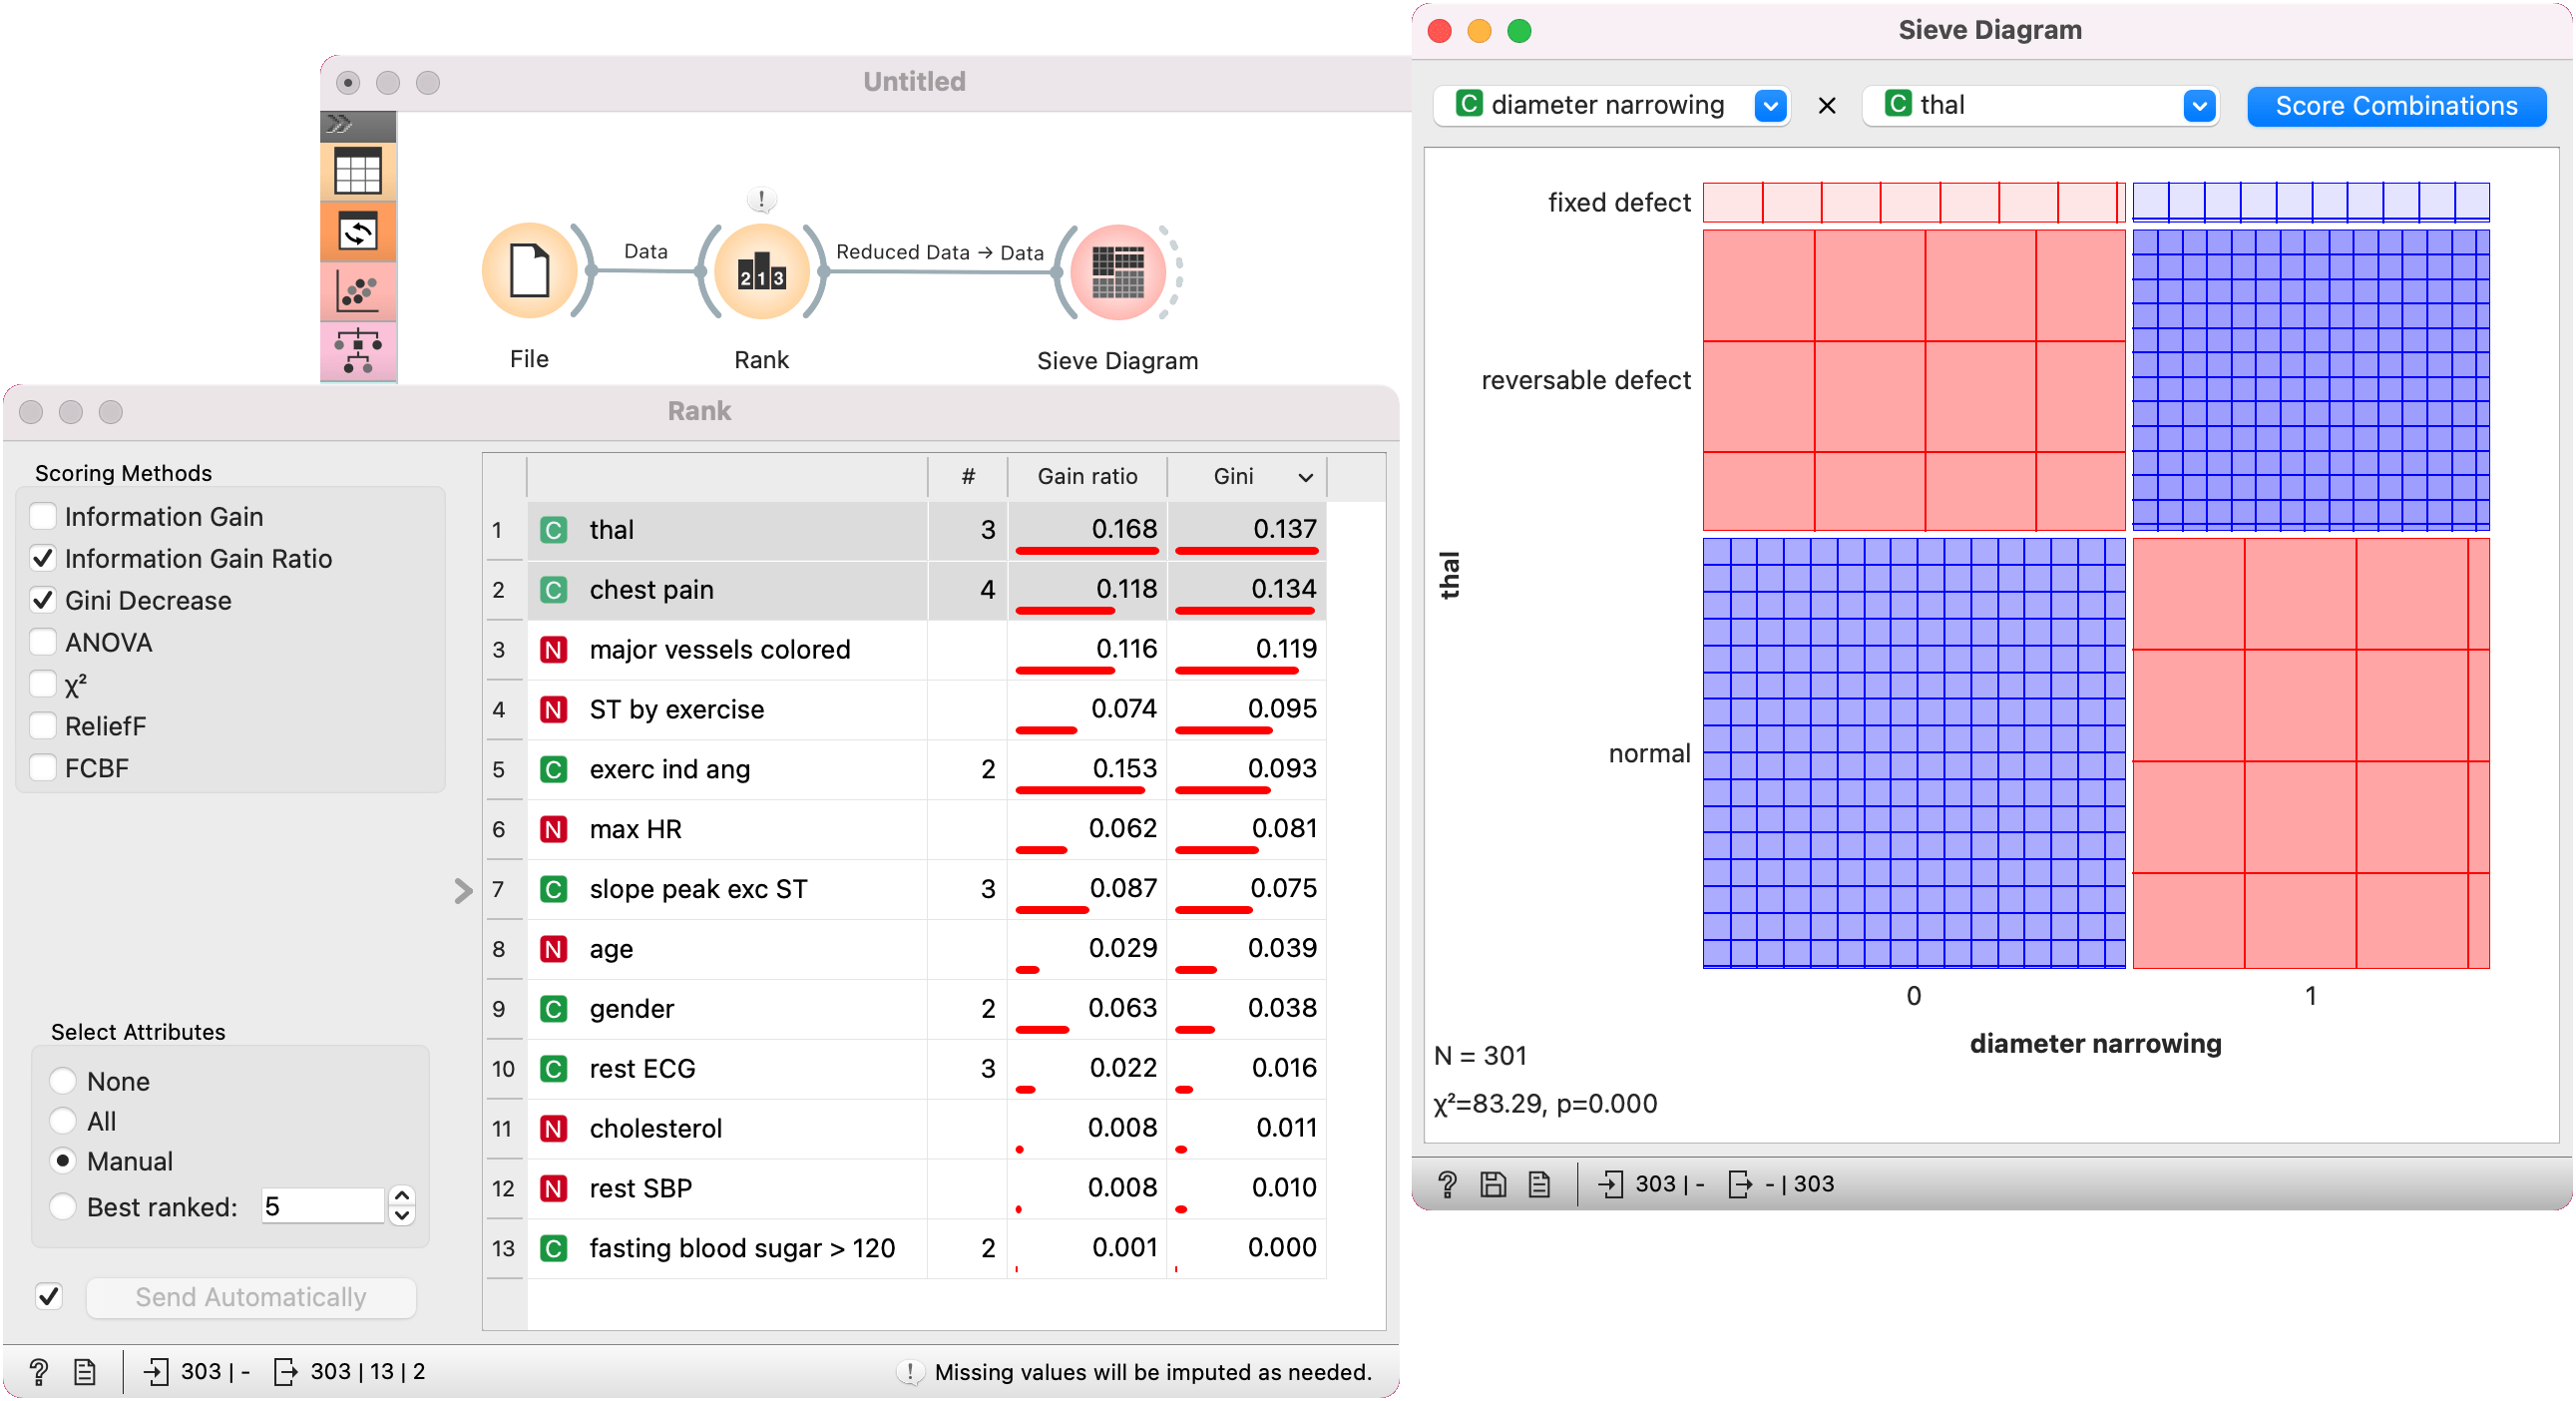 Untitled
!
Data
Reduced Data → Data
213
File
Rank
Sieve Diagram
Rank
Scoring Methods
Information Gain
Information Gain Ratio
Gini Decrease
ANOVA
χ²
ReliefF
FCBF
Select Attributes
None
All
Manual
Best ranked: 5
Send Automatically
# Gain ratio Gini
1 C thal 3 0.168 0.137
2 C chest pain 4 0.118 0.134
3 N major vessels colored 0.116 0.119
4 N ST by exercise 0.074 0.095
5 C exerc ind ang 2 0.153 0.093
6 N max HR 0.062 0.081
7 C slope peak exc ST 3 0.087 0.075
8 N age 0.029 0.039
9 C gender 2 0.063 0.038
10 C rest ECG 3 0.022 0.016
11 N cholesterol 0.008 0.011
12 N rest SBP 0.008 0.010
13 C fasting blood sugar > 120 2 0.001 0.000
? 303 | - 303 | 13 | 2
! Missing values will be imputed as needed.
Sieve Diagram
C diameter narrowing × C thal Score Combinations
fixed defect
reversable defect
normal
thal
0 1
diameter narrowing
N = 301
χ²=83.29, p=0.000
? 303 | - - | 303